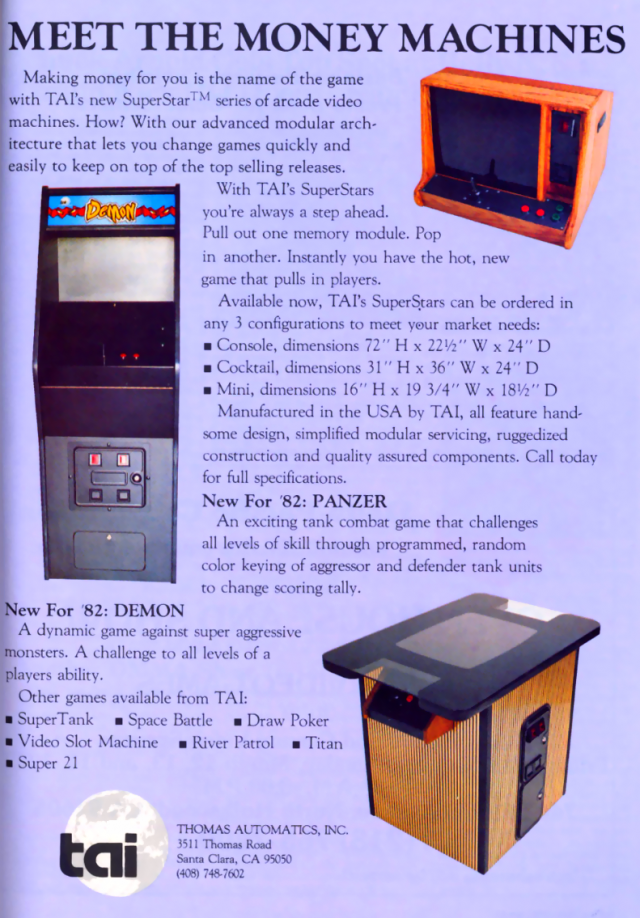 MEET THE MONEY MACHINES
Making money for you is the name of the game
with TAI's new SuperStar™ series of arcade video
machines. How? With our advanced modular arch-
itecture that lets you change games quickly and
easily to keep on top of the top selling releases.
Demon
With TAI's SuperStars
you're always a step ahead.
Pull out one memory module. Pop
in another. Instantly you have the hot, new
game that pulls in players.
Available now, TAI's SuperStars can be ordered in
any 3 configurations to meet your market needs:
■ Console, dimensions 72" H x 22½" W x 24" D
■ Cocktail, dimensions 31" H x 36" W x 24" D
■ Mini, dimensions 16" H x 19 3/4" W x 18½" D
Manufactured in the USA by TAI, all feature hand-
some design, simplified modular servicing, ruggedized
construction and quality assured components. Call today
for full specifications.
New For '82: PANZER
An exciting tank combat game that challenges
all levels of skill through programmed, random
color keying of aggressor and defender tank units
to change scoring tally.
New For '82: DEMON
A dynamic game against super aggressive
monsters. A challenge to all levels of a
players ability.
Other games available from TAI:
■ SuperTank ■ Space Battle ■ Draw Poker
■ Video Slot Machine ■ River Patrol ■ Titan
■ Super 21
tai
THOMAS AUTOMATICS, INC.
3511 Thomas Road
Santa Clara, CA 95050
(408) 748-7602